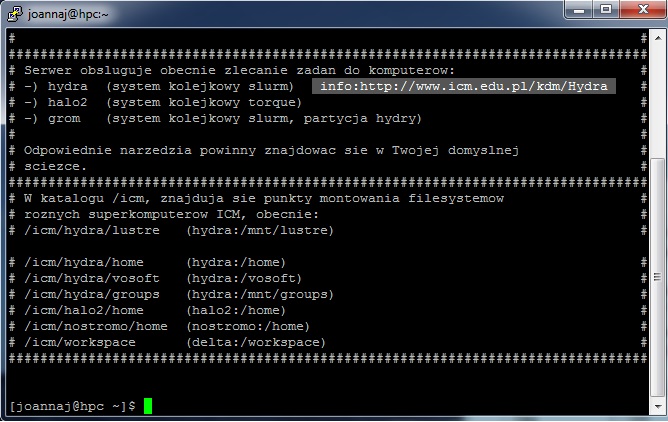 joannaj@hpc:~
# #
################################################################################
# Serwer obsluguje obecnie zlecanie zadan do komputerow: #
# -) hydra (system kolejkowy slurm) info:http://www.icm.edu.pl/kdm/Hydra #
# -) halo2 (system kolejkowy torque) #
# -) grom (system kolejkowy slurm, partycja hydry) #
# #
# Odpowiednie narzedzia powinny znajdowac sie w Twojej domyslnej #
# sciezce. #
################################################################################
# W katalogu /icm, znajduja sie punkty montowania filesystemow #
# roznych superkomputerow ICM, obecnie: #
# /icm/hydra/lustre (hydra:/mnt/lustre) #
# /icm/hydra/home (hydra:/home) #
# /icm/hydra/vosoft (hydra:/vosoft) #
# /icm/hydra/groups (hydra:/mnt/groups) #
# /icm/halo2/home (halo2:/home) #
# /icm/nostromo/home (nostromo:/home) #
# /icm/workspace (delta:/workspace) #
################################################################################
[joannaj@hpc ~]$